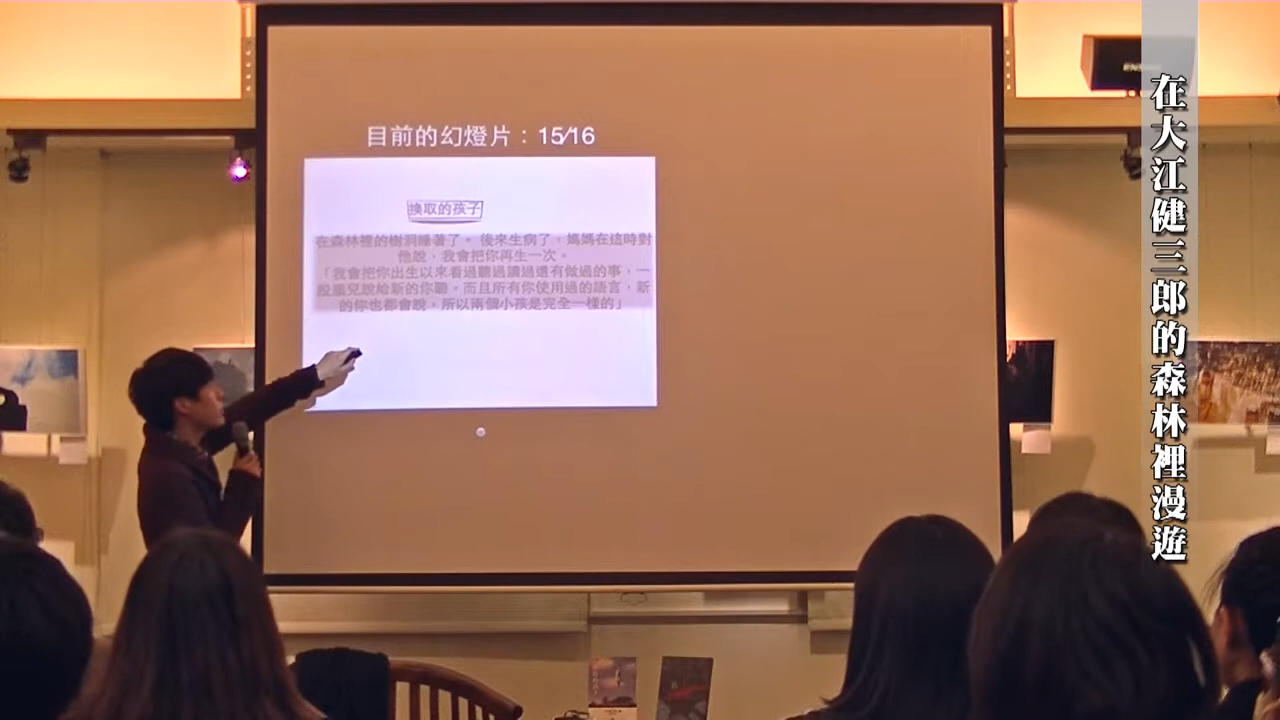 目前的幻燈片：15/16
換取的孩子
在森林裡的樹洞睡著了。後來生病了，媽媽在這時對
他說，我會把你再生一次。
「我會把你出生以來看過聽過讀過還有做過的事，一
股腦兒說給新的你聽。而且所有你使用過的語言，新
的你也都會說，所以兩個小孩是完全一樣的」
在大江健三郎的森林裡漫遊